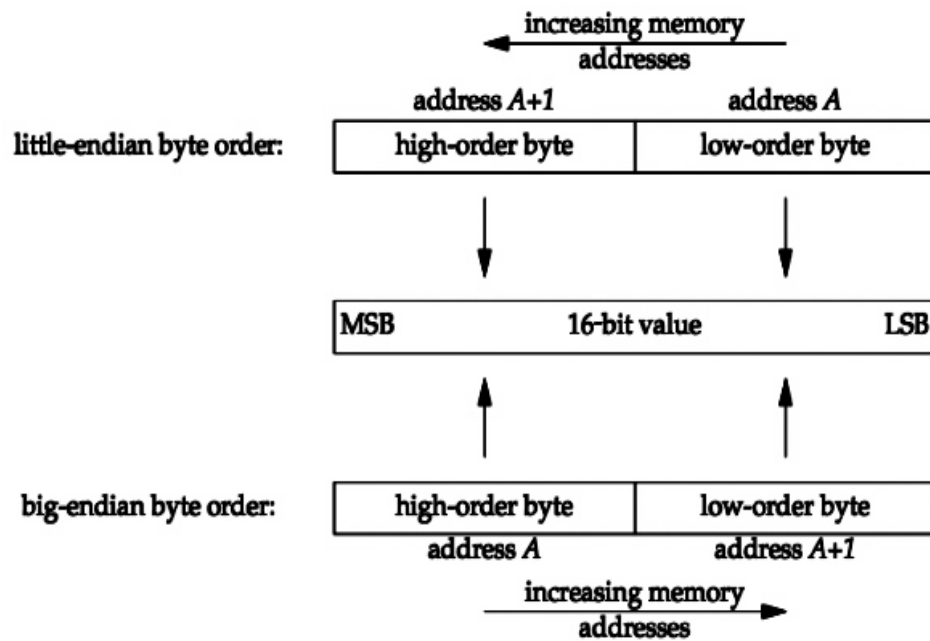 increasing memory
addresses
address A+1 address A
little-endian byte order: high-order byte low-order byte
MSB 16-bit value LSB
big-endian byte order: high-order byte low-order byte
address A address A+1
increasing memory
addresses